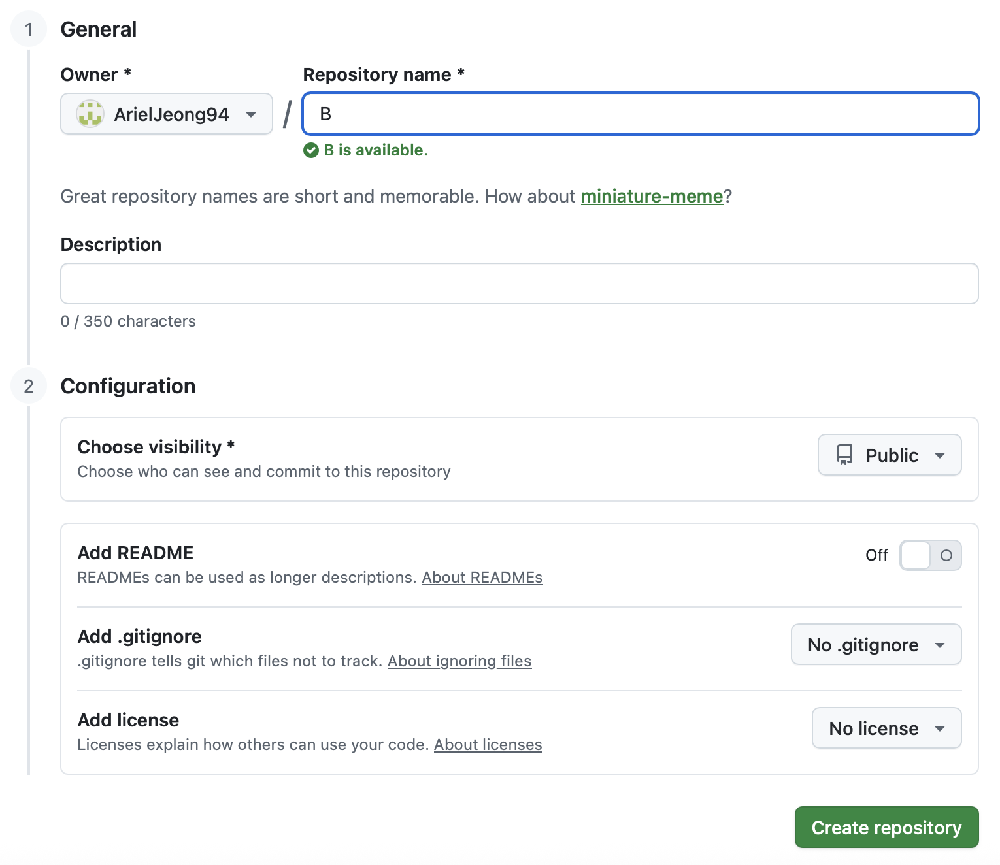 1 General
Owner * Repository name *
ArielJeong94 / B
B is available.
Great repository names are short and memorable. How about miniature-meme?
Description
0 / 350 characters
2 Configuration
Choose visibility * Public
Choose who can see and commit to this repository
Add README Off
READMEs can be used as longer descriptions. About READMEs
Add .gitignore No .gitignore
.gitignore tells git which files not to track. About ignoring files
Add license No license
Licenses explain how others can use your code. About licenses
Create repository